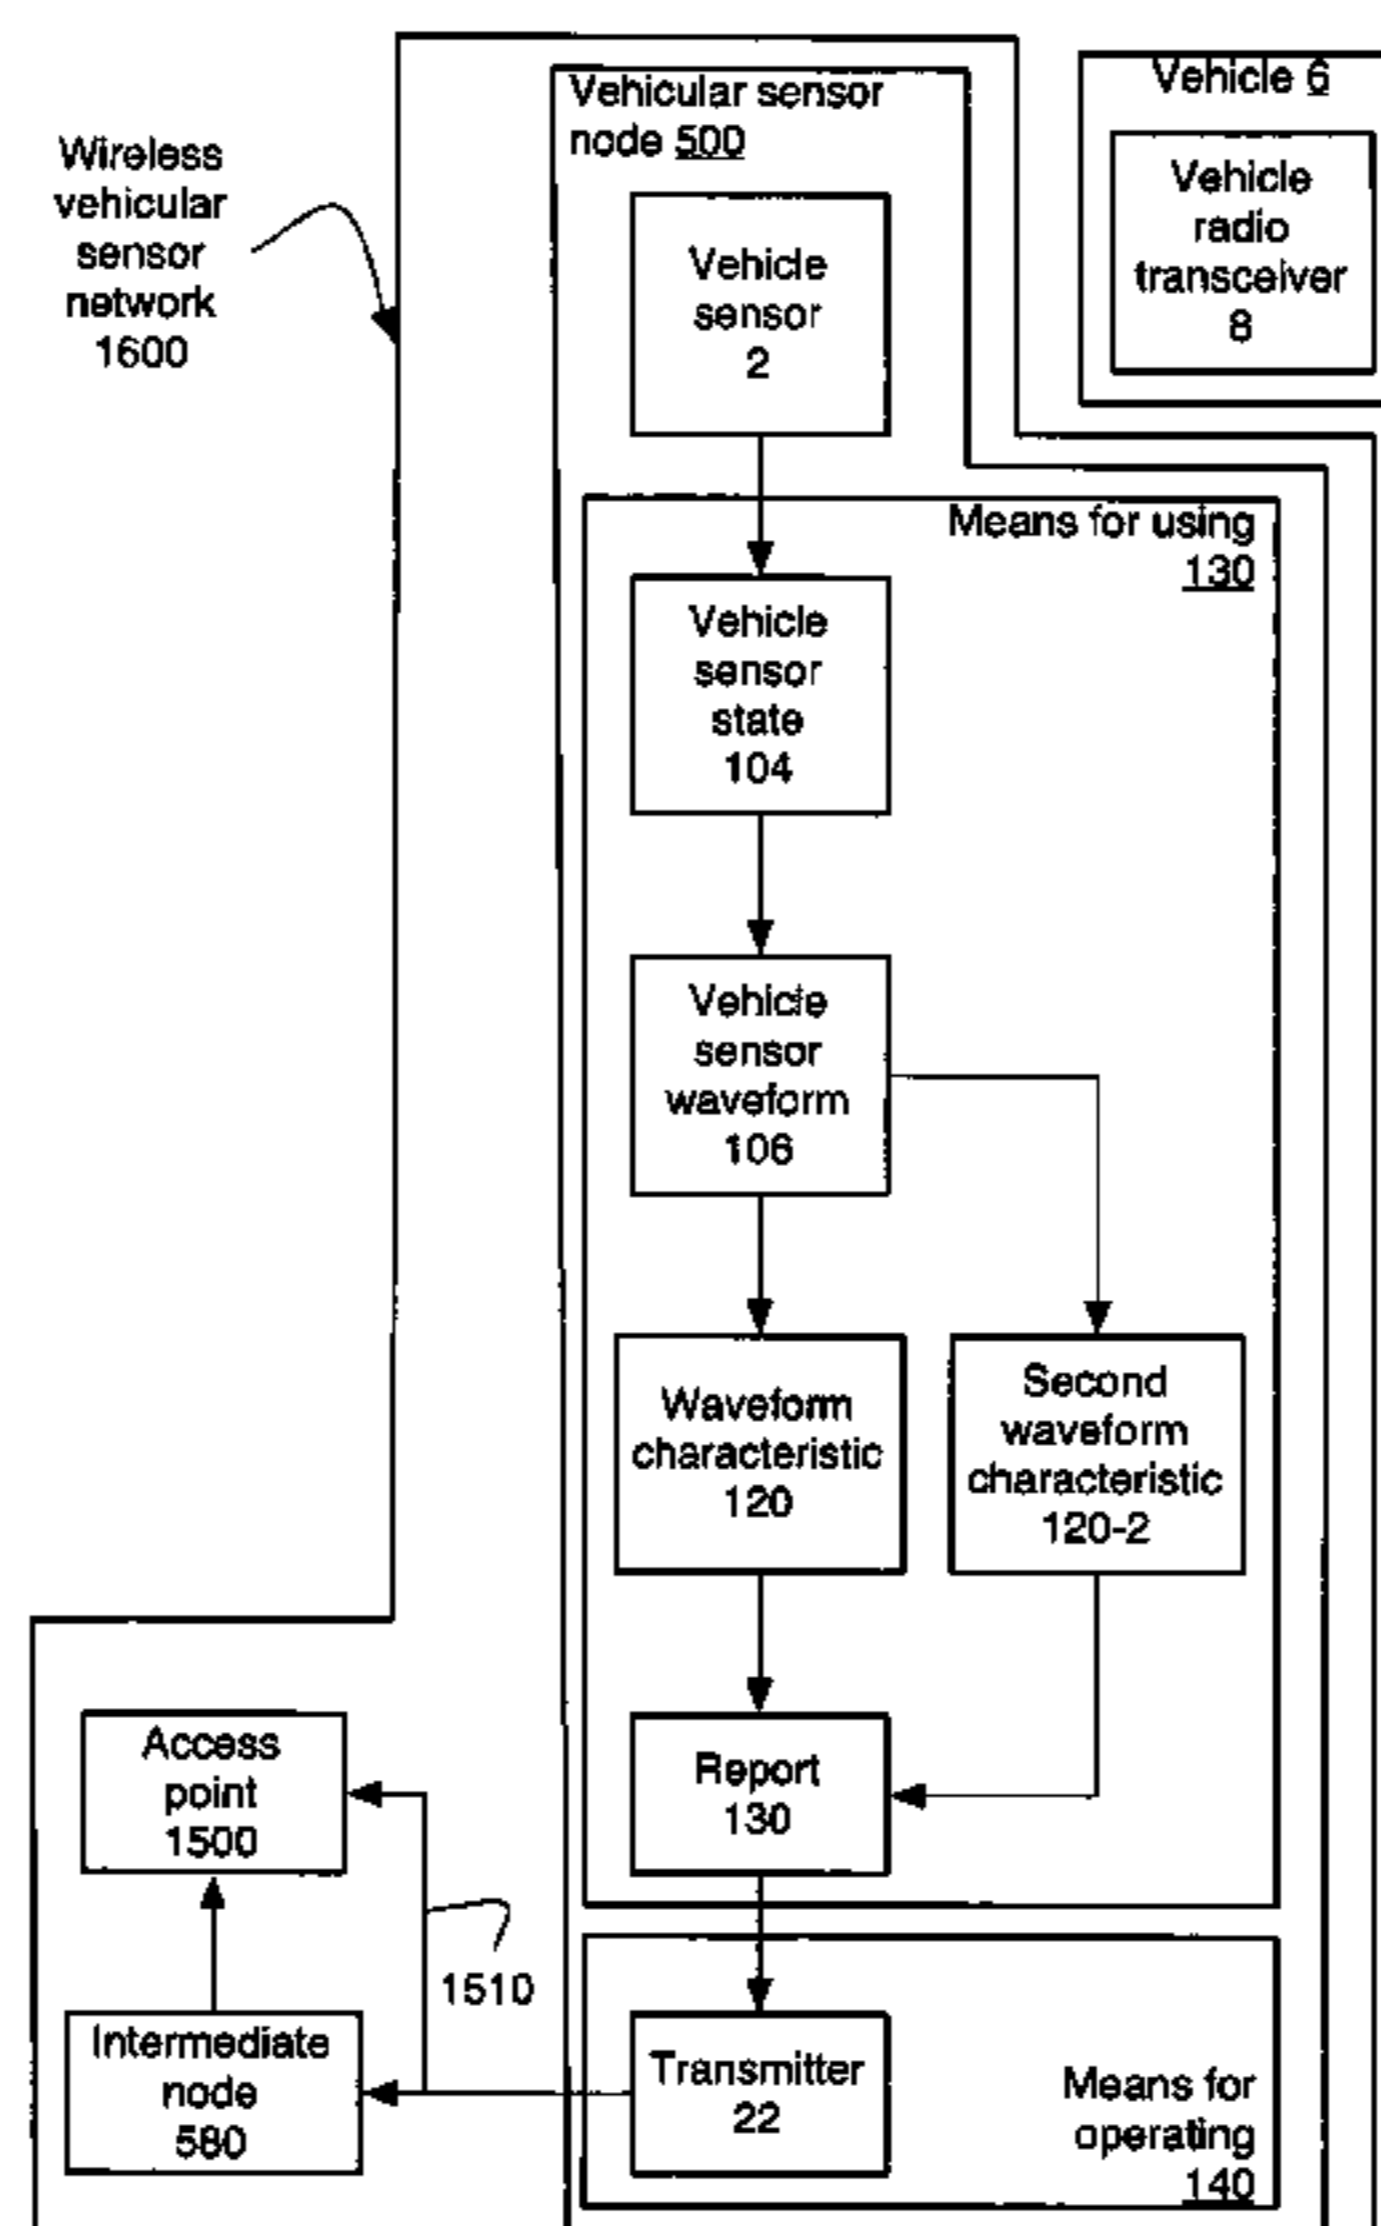 Wireless
vehicular
sensor
network
1600
Vehicular sensor
node 500
Vehicle 6
Vehicle
radio
transceiver
8
Vehicle
sensor
2
Means for using
130
Vehicle
sensor
state
104
Vehicle
sensor
waveform
106
Waveform
characteristic
120
Second
waveform
characteristic
120-2
Report
130
Access
point
1500
1510
Intermediate
node
580
Transmitter
22
Means for
operating
140